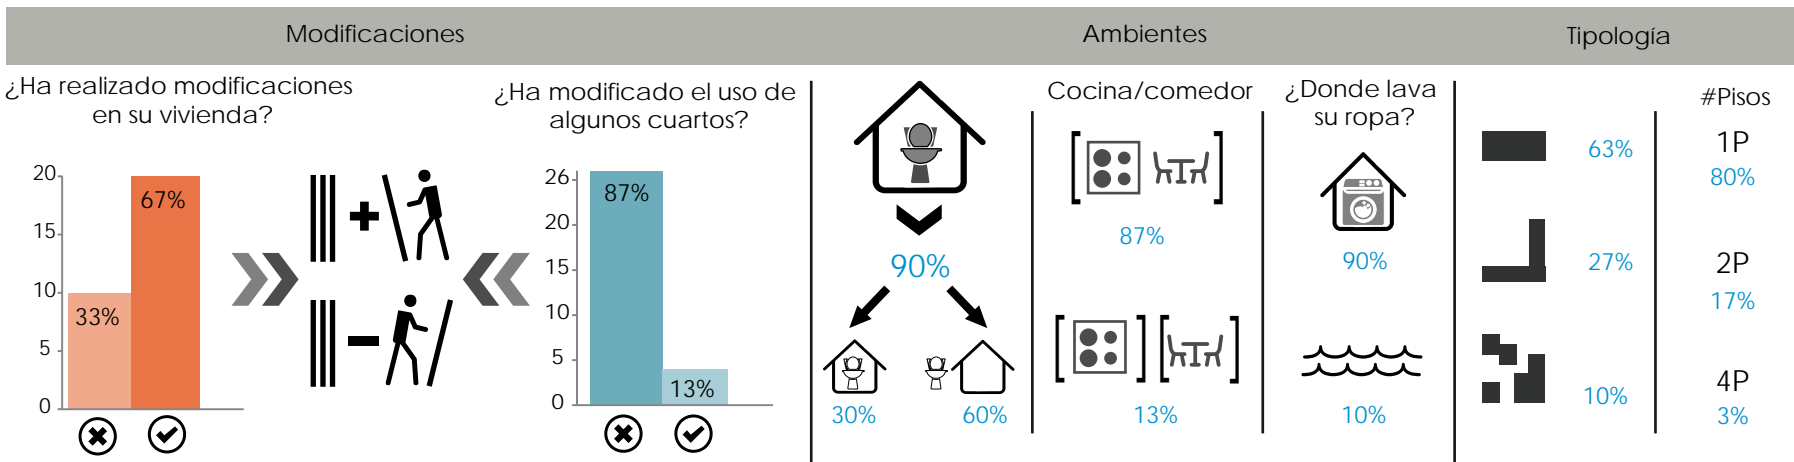 Modificaciones
Ambientes
Tipología
¿Ha realizado modificaciones
en su vivienda?
20
15
10
5
0
33%
67%
¿Ha modificado el uso de
algunos cuartos?
26
20
15
10
5
0
87%
13%
90%
30%
60%
Cocina/comedor
87%
13%
¿Donde lava
su ropa?
90%
10%
63%
27%
10%
#Pisos
1P
80%
2P
17%
4P
3%